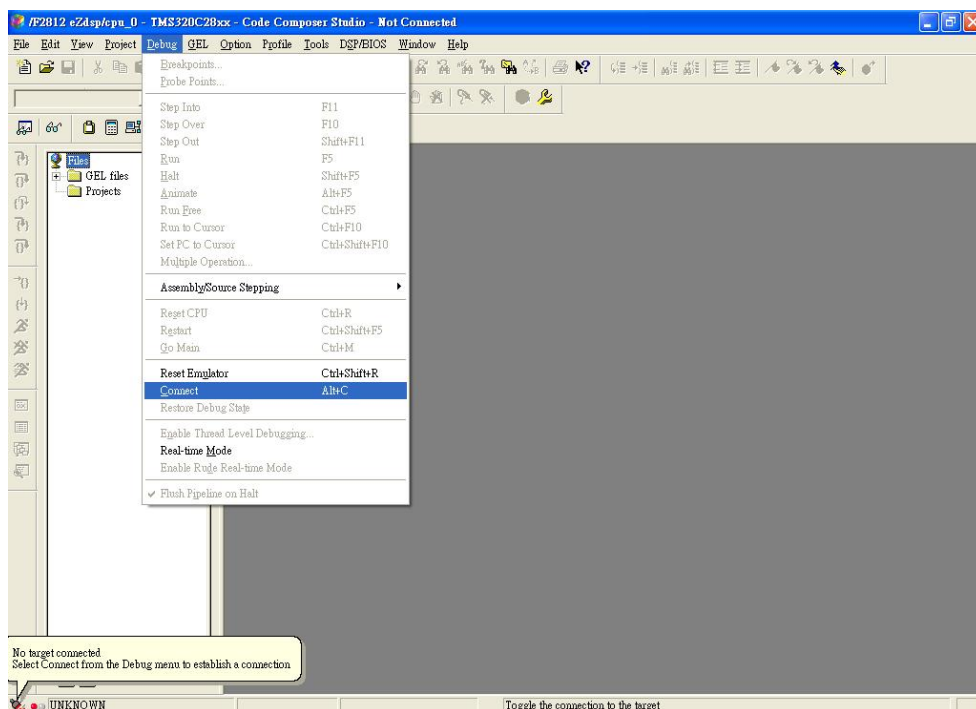 /F2812 eZdsp/cpu_0 - TMS320C28xx - Code Composer Studio - Not Connected
File Edit View Project Debug GEL Option Profile Tools DSP/BIOS Window Help
Breakpoints...
Probe Points...
Step Into F11
Step Over F10
Step Out Shift+F11
Run F5
Halt Shift+F5
Animate Alt+F5
Run Free Ctrl+F5
Run to Cursor Ctrl+F10
Set PC to Cursor Ctrl+Shift+F10
Multiple Operation...
Assembly/Source Stepping
Reset CPU Ctrl+R
Restart Ctrl+Shift+F5
Go Main Ctrl+M
Reset Emulator Ctrl+Shift+R
Connect Alt+C
Restore Debug State
Enable Thread Level Debugging...
Real-time Mode
Enable Rude Real-time Mode
Flush Pipeline on Halt
Files
GEL files
Projects
No target connected
Select Connect from the Debug menu to establish a connection
UNKNOWN
Toggle the connection to the target